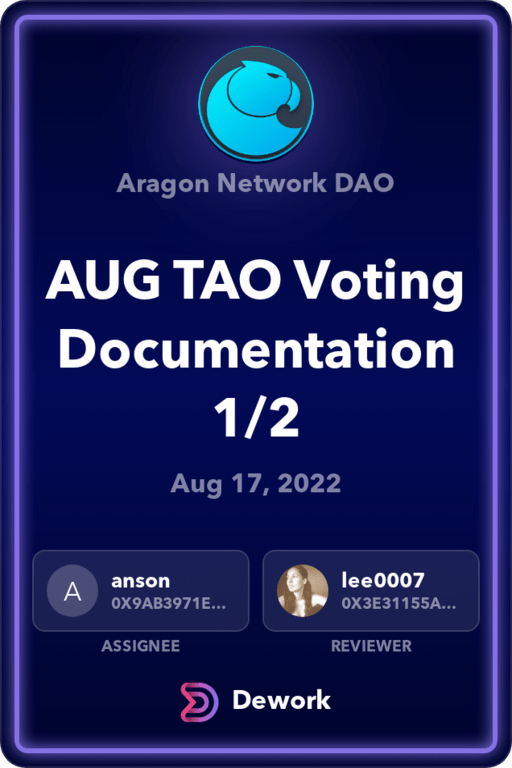 Aragon Network DAO
AUG TAO Voting
Documentation
1/2
Aug 17, 2022
A
anson
0X9AB3971E...
lee0007
0X3E31155A...
ASSIGNEE
REVIEWER
Dework